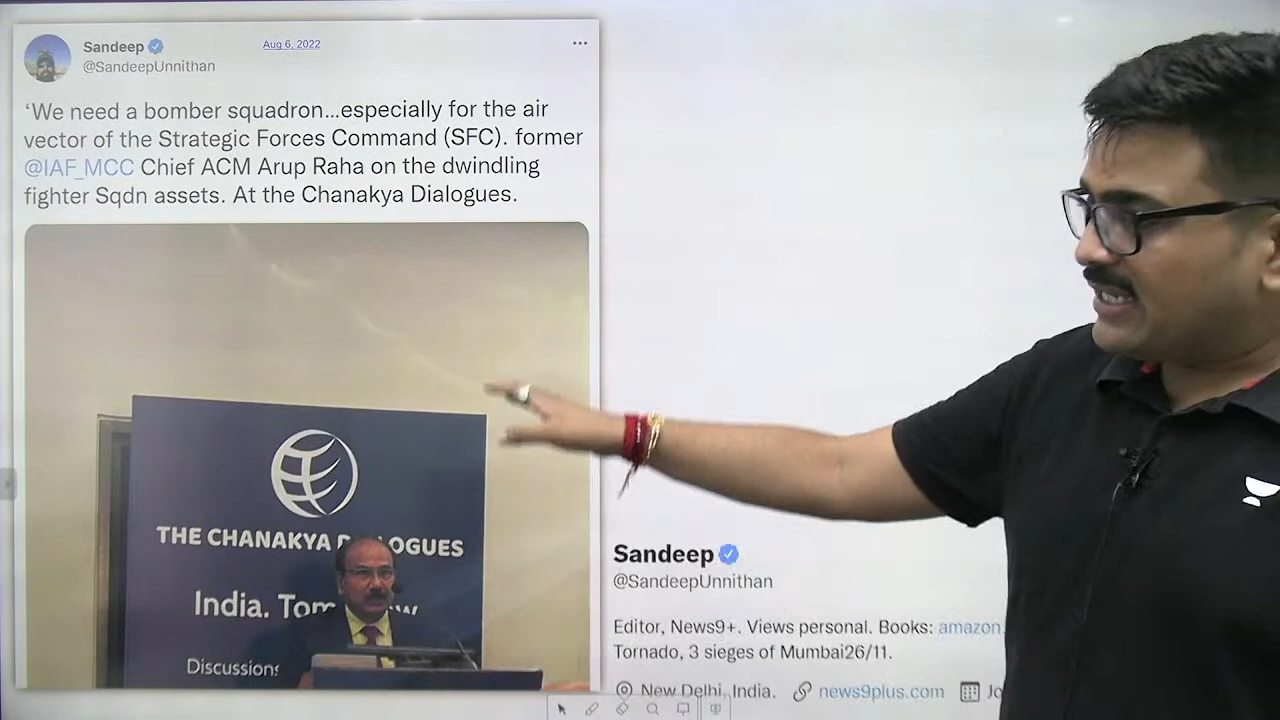 Sandeep
Aug 6, 2022
@SandeepUnnithan
‘We need a bomber squadron...especially for the air
vector of the Strategic Forces Command (SFC). former
@IAF_MCC Chief ACM Arup Raha on the dwindling
fighter Sqdn assets. At the Chanakya Dialogues.
THE CHANAKYA DIALOGUES
India. Tom w
Discussions
Sandeep
@SandeepUnnithan
Editor, News9+. Views personal. Books: amazon.
Tornado, 3 sieges of Mumbai26/11.
New Delhi, India. news9plus.com Jo